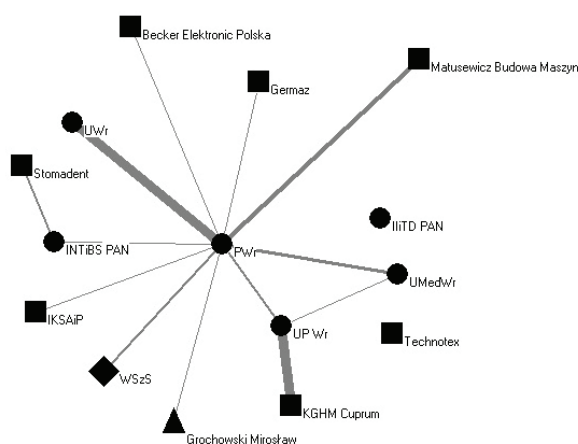 Becker Elektronic Polska
Matusewicz Budowa Maszyn
Germaz
UWr
Stomadent
IIiTD PAN
INTiBS PAN
PWr
UMedWr
IKSAiP
UP Wr
Technotex
WSzS
KGHM Cuprum
Grochowski Mirosław